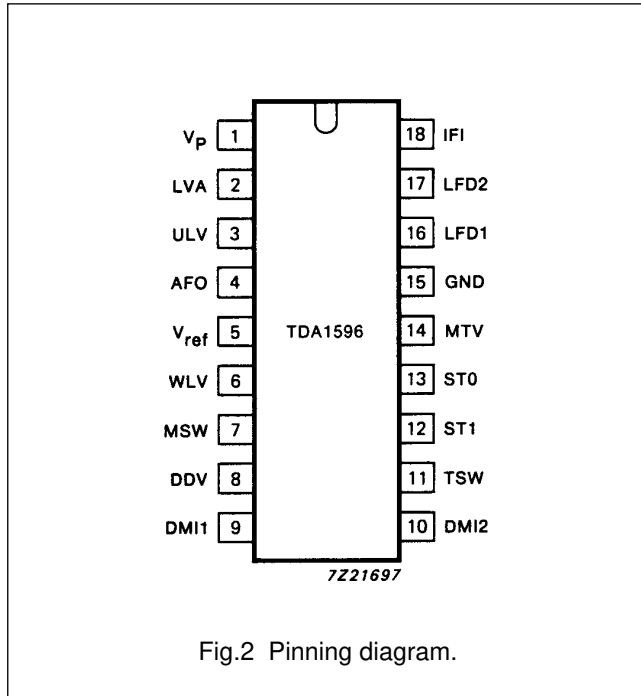 V_P 1 18 IFI
LVA 2 17 LFD2
ULV 3 16 LFD1
AFO 4 15 GND
V_ref 5 TDA1596 14 MTV
WLV 6 13 ST0
MSW 7 12 ST1
DDV 8 11 TSW
DMI1 9 10 DMI2
7Z21697
Fig.2 Pinning diagram.